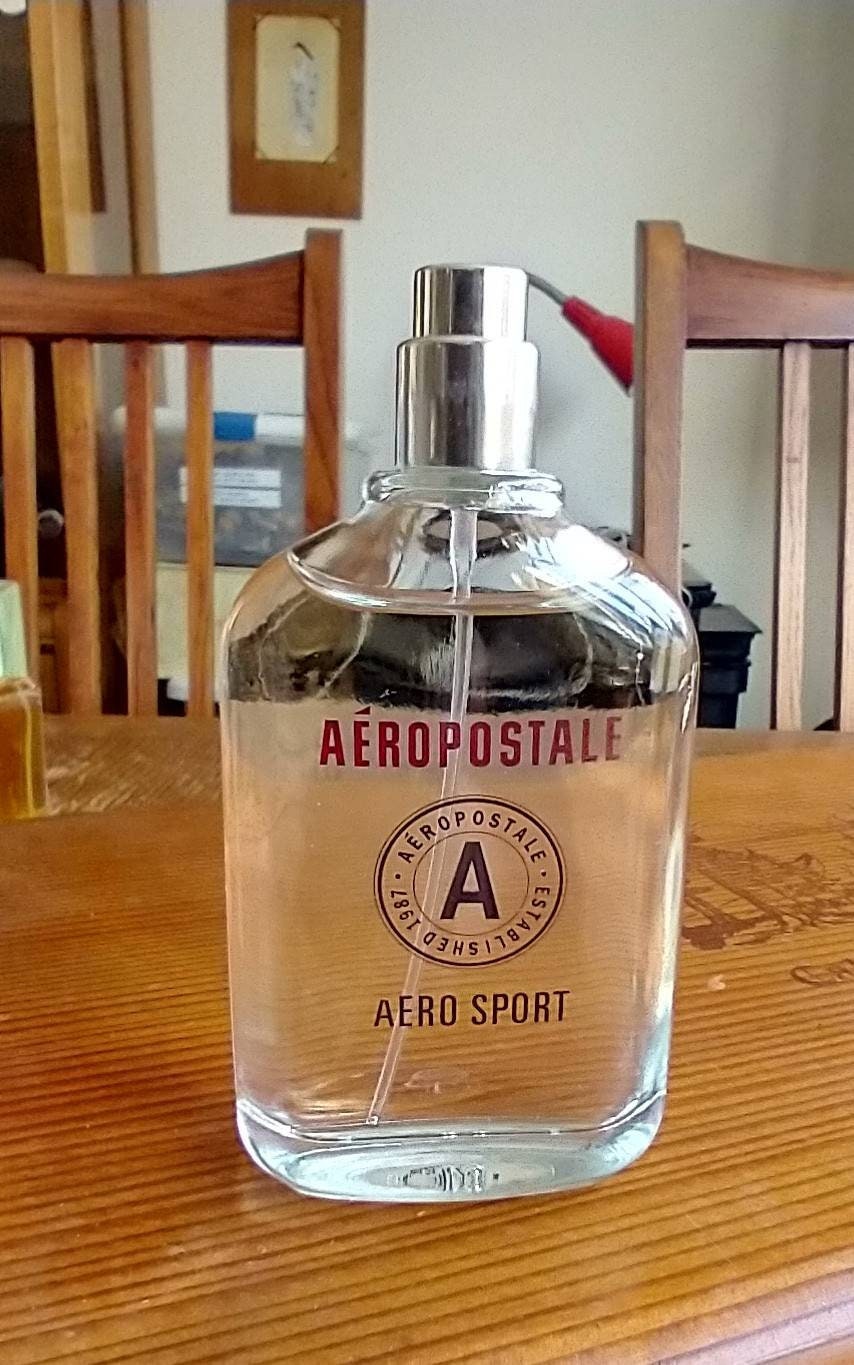 AÉROPOSTALE
· AÉROPOSTALE · ESTABLISHED 1987
A
AERO SPORT